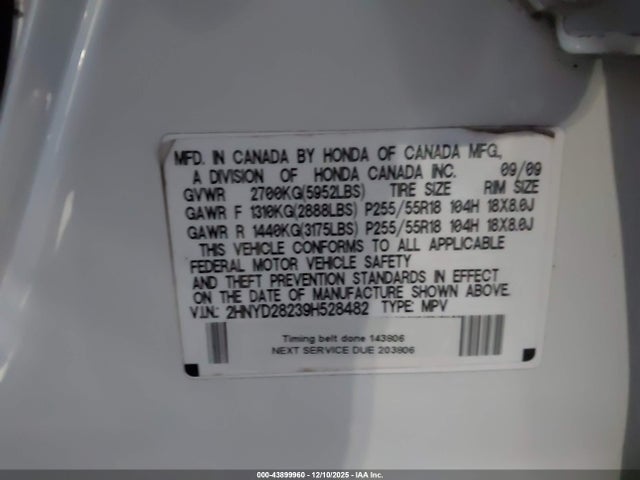 MFD. IN CANADA BY HONDA OF CANADA MFG.,
A DIVISION OF HONDA CANADA INC. 09/09
GVWR 2700KG(5952LBS) TIRE SIZE RIM SIZE
GAWR F 1310KG(2888LBS) P255/55R18 104H 18X8.0J
GAWR R 1440KG(3175LBS) P255/55R18 104H 18X8.0J
THIS VEHICLE CONFORMS TO ALL APPLICABLE
FEDERAL MOTOR VEHICLE SAFETY
AND THEFT PREVENTION STANDARDS IN EFFECT
ON THE DATE OF MANUFACTURE SHOWN ABOVE.
V.I.N.: 2HNYD28239H528482 TYPE: MPV
Timing belt done 143806
NEXT SERVICE DUE 203806
000-43899960 - 12/10/2025 - IAA Inc.